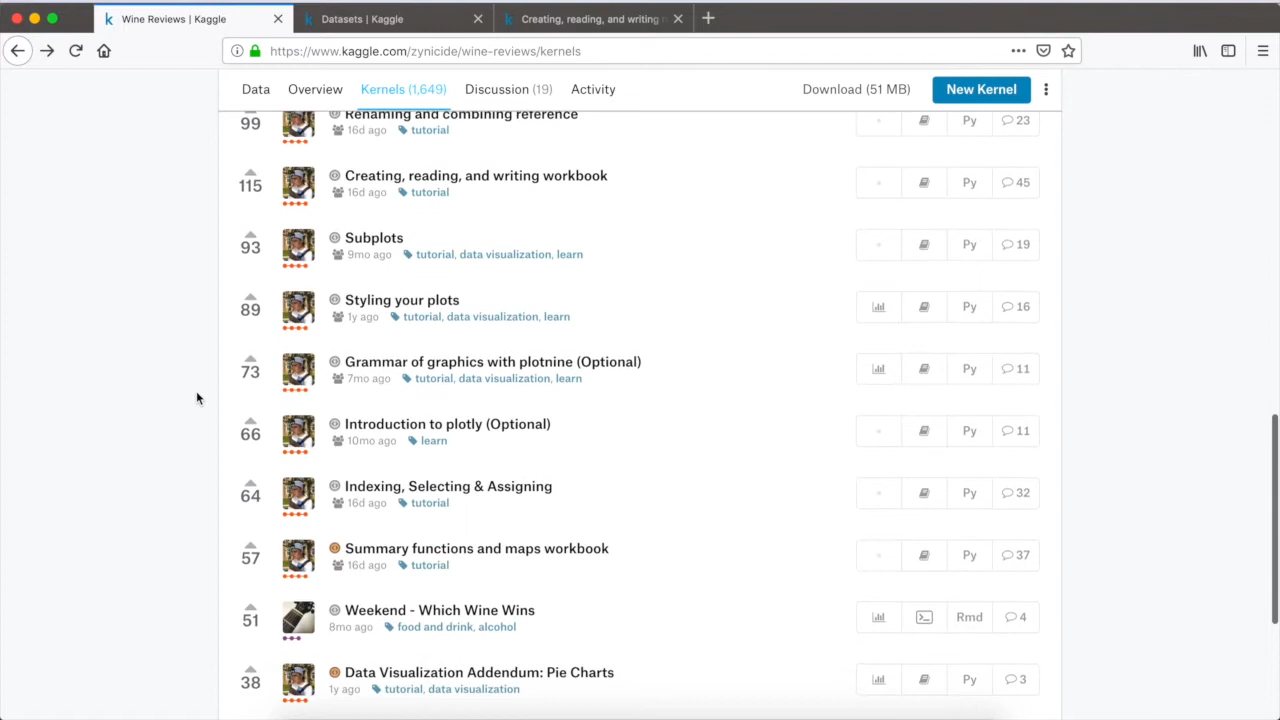 Wine Reviews | Kaggle
Datasets | Kaggle
Creating, reading, and writing
https://www.kaggle.com/zynicide/wine-reviews/kernels
Data Overview Kernels (1,649) Discussion (19) Activity Download (51 MB) New Kernel
99 Renaming and combining reference Py 23
16d ago tutorial
115 Creating, reading, and writing workbook Py 45
16d ago tutorial
93 Subplots Py 19
9mo ago tutorial, data visualization, learn
89 Styling your plots Py 16
1y ago tutorial, data visualization, learn
73 Grammar of graphics with plotnine (Optional) Py 11
7mo ago tutorial, data visualization, learn
66 Introduction to plotly (Optional) Py 11
10mo ago learn
64 Indexing, Selecting & Assigning Py 32
16d ago tutorial
57 Summary functions and maps workbook Py 37
16d ago tutorial
51 Weekend - Which Wine Wins Rmd 4
8mo ago food and drink, alcohol
38 Data Visualization Addendum: Pie Charts Py 3
1y ago tutorial, data visualization